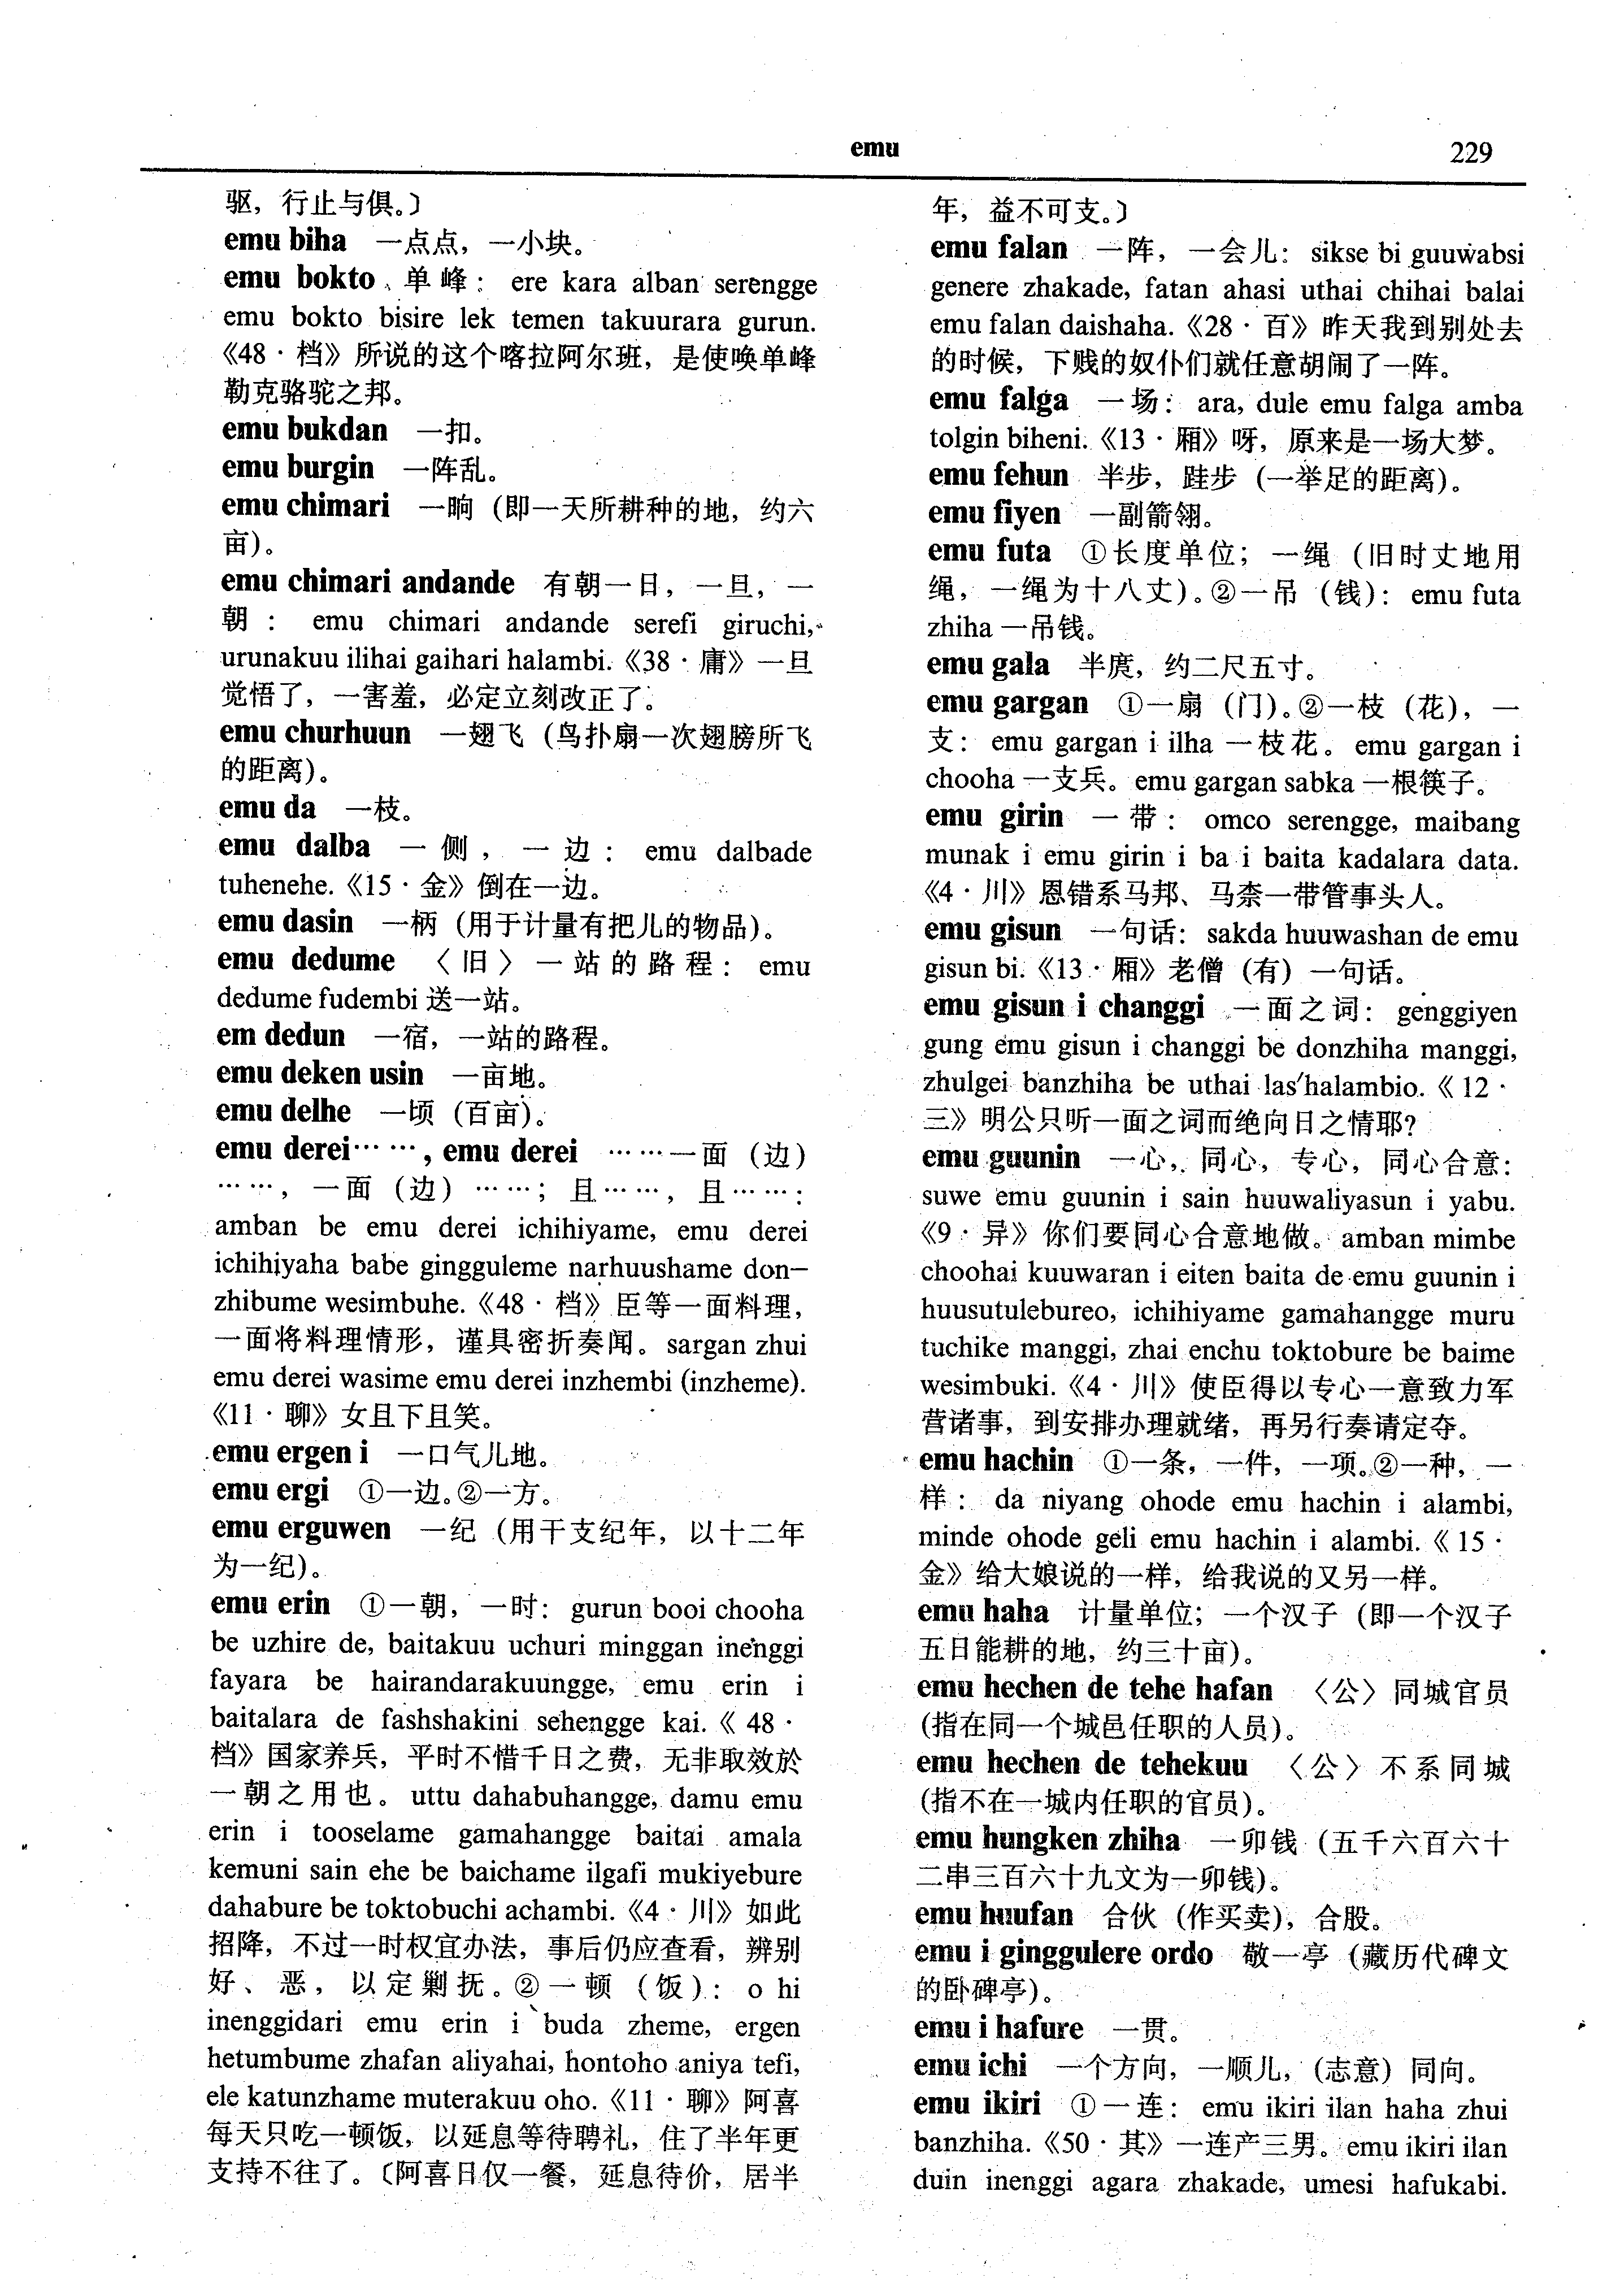 emu
229
驱，行止与俱。〕
emu biha 一点点，一小块。
emu bokto 单峰： ere kara alban serengge
emu bokto bisire lek temen takuurara gurun.
《48·档》所说的这个喀拉阿尔班，是使唤单峰
勒克骆驼之邦。
emu bukdan 一扣。
emu burgin 一阵乱。
emu chimari 一晌（即一天所耕种的地，约六
亩）。
emu chimari andande 有朝一日，一旦，一
朝： emu chimari andande serefi giruchi,
urunakuu ilihai gaihari halambi.《38·庸》一旦
觉悟了，一害羞，必定立刻改正了。
emu churhuun 一翅飞（鸟扑扇一次翅膀所飞
的距离）。
emu da 一枝。
emu dalba 一侧，一边： emu dalbade
tuhenehe.《15·金》倒在一边。
emu dasin 一柄（用于计量有把儿的物品）。
emu dedume 〈旧〉一站的路程： emu
dedume fudembi 送一站。
em dedun 一宿，一站的路程。
emu deken usin 一亩地。
emu delhe 一顷（百亩）。
emu derei……, emu derei ……一面（边）
……，一面（边）……；且……，且……：
amban be emu derei ichihiyame, emu derei
ichihiyaha babe gingguleme narhuushame don-
zhibume wesimbuhe.《48·档》臣等一面料理，
一面将料理情形，谨具密折奏闻。sargan zhui
emu derei wasime emu derei inzhembi (inzheme).
《11·聊》女且下且笑。
emu ergen i 一口气儿地。
emu ergi ①一边。②一方。
emu erguwen 一纪（用干支纪年，以十二年
为一纪）。
emu erin ①一朝，一时： gurun booi chooha
be uzhire de, baitakuu uchuri minggan inenggi
fayara be hairandarakuungge, emu erin i
baitalara de fashshakini sehengge kai.《48·
档》国家养兵，平时不惜千日之费，无非取效於
一朝之用也。uttu dahabuhangge, damu emu
erin i tooselame gamahangge baitai amala
kemuni sain ehe be baichame ilgafi mukiyebure
dahabure be toktobuchi achambi.《4·川》如此
招降，不过一时权宜办法，事后仍应查看，辨别
好、恶，以定剿抚。②一顿（饭）： o hi
inenggidari emu erin i buda zheme, ergen
hetumbume zhafan aliyahai, hontoho aniya tefi,
ele katunzhame muterakuu oho.《11·聊》阿喜
每天只吃一顿饭，以延息等待聘礼，住了半年更
支持不住了。〔阿喜日仅一餐，延息待价，居半
年，益不可支。〕
emu falan 一阵，一会儿： sikse bi guuwabsi
genere zhakade, fatan ahasi uthai chihai balai
emu falan daishaha.《28·百》昨天我到别处去
的时候，下贱的奴仆们就任意胡闹了一阵。
emu falga 一场： ara, dule emu falga amba
tolgin biheni.《13·厢》呀，原来是一场大梦。
emu fehun 半步，跬步（一举足的距离）。
emu fiyen 一副箭翎。
emu futa ①长度单位；一绳（旧时丈地用
绳，一绳为十八丈）。②一吊（钱）： emu futa
zhiha 一吊钱。
emu gala 半庹，约二尺五寸。
emu gargan ①一扇（门）。②一枝（花），一
支： emu gargan i ilha 一枝花。emu gargan i
chooha 一支兵。emu gargan sabka 一根筷子。
emu girin 一带： omco serengge, maibang
munak i emu girin i ba i baita kadalara data.
《4·川》恩错系马邦、马柰一带管事头人。
emu gisun 一句话： sakda huuwashan de emu
gisun bi.《13·厢》老僧（有）一句话。
emu gisun i changgi 一面之词： genggiyen
gung emu gisun i changgi be donzhiha manggi,
zhulgei banzhiha be uthai las'halambio.《12·
三》明公只听一面之词而绝向日之情耶？
emu guunin 一心，同心，专心，同心合意：
suwe emu guunin i sain huuwaliyasun i yabu.
《9·异》你们要同心合意地做。amban mimbe
choohai kuuwaran i eiten baita de emu guunin i
huusutulebureo, ichihiyame gamahangge muru
tuchike manggi, zhai enchu toktobure be baime
wesimbuki.《4·川》使臣得以专心一意致力军
营诸事，到安排办理就绪，再另行奏请定夺。
emu hachin ①一条，一件，一项。②一种，一
样： da niyang ohode emu hachin i alambi,
minde ohode geli emu hachin i alambi.《15·
金》给大娘说的一样，给我说的又另一样。
emu haha 计量单位；一个汉子（即一个汉子
五日能耕的地，约三十亩）。
emu hechen de tehe hafan 〈公〉同城官员
（指在同一个城邑任职的人员）。
emu hechen de tehekuu 〈公〉不系同城
（指不在一城内任职的官员）。
emu hungken zhiha 一卯钱（五千六百六十
二串三百六十九文为一卯钱）。
emu huufan 合伙（作买卖），合股。
emu i ginggulere ordo 敬一亭（藏历代碑文
的卧碑亭）。
emu i hafure 一贯。
emu ichi 一个方向，一顺儿，（志意）同向。
emu ikiri ①一连： emu ikiri ilan haha zhui
banzhiha.《50·其》一连产三男。emu ikiri ilan
duin inenggi agara zhakade, umesi hafukabi.